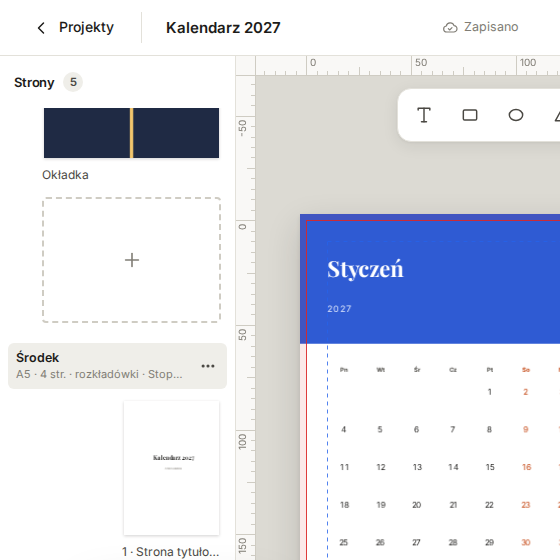 Projekty
Kalendarz 2027
Zapisano
Strony 5
0 50 100
Okładka
-50
0
50
100
150
Środek
A5 · 4 str. · rozkładówki · Stop...
Kalendarz 2027
1 · Strona tytuło...
Styczeń
2027
Pn Wt Śr Cz Pt So
1 2
4 5 6 7 8 9
11 12 13 14 15 16
18 19 20 21 22 23
25 26 27 28 29 30